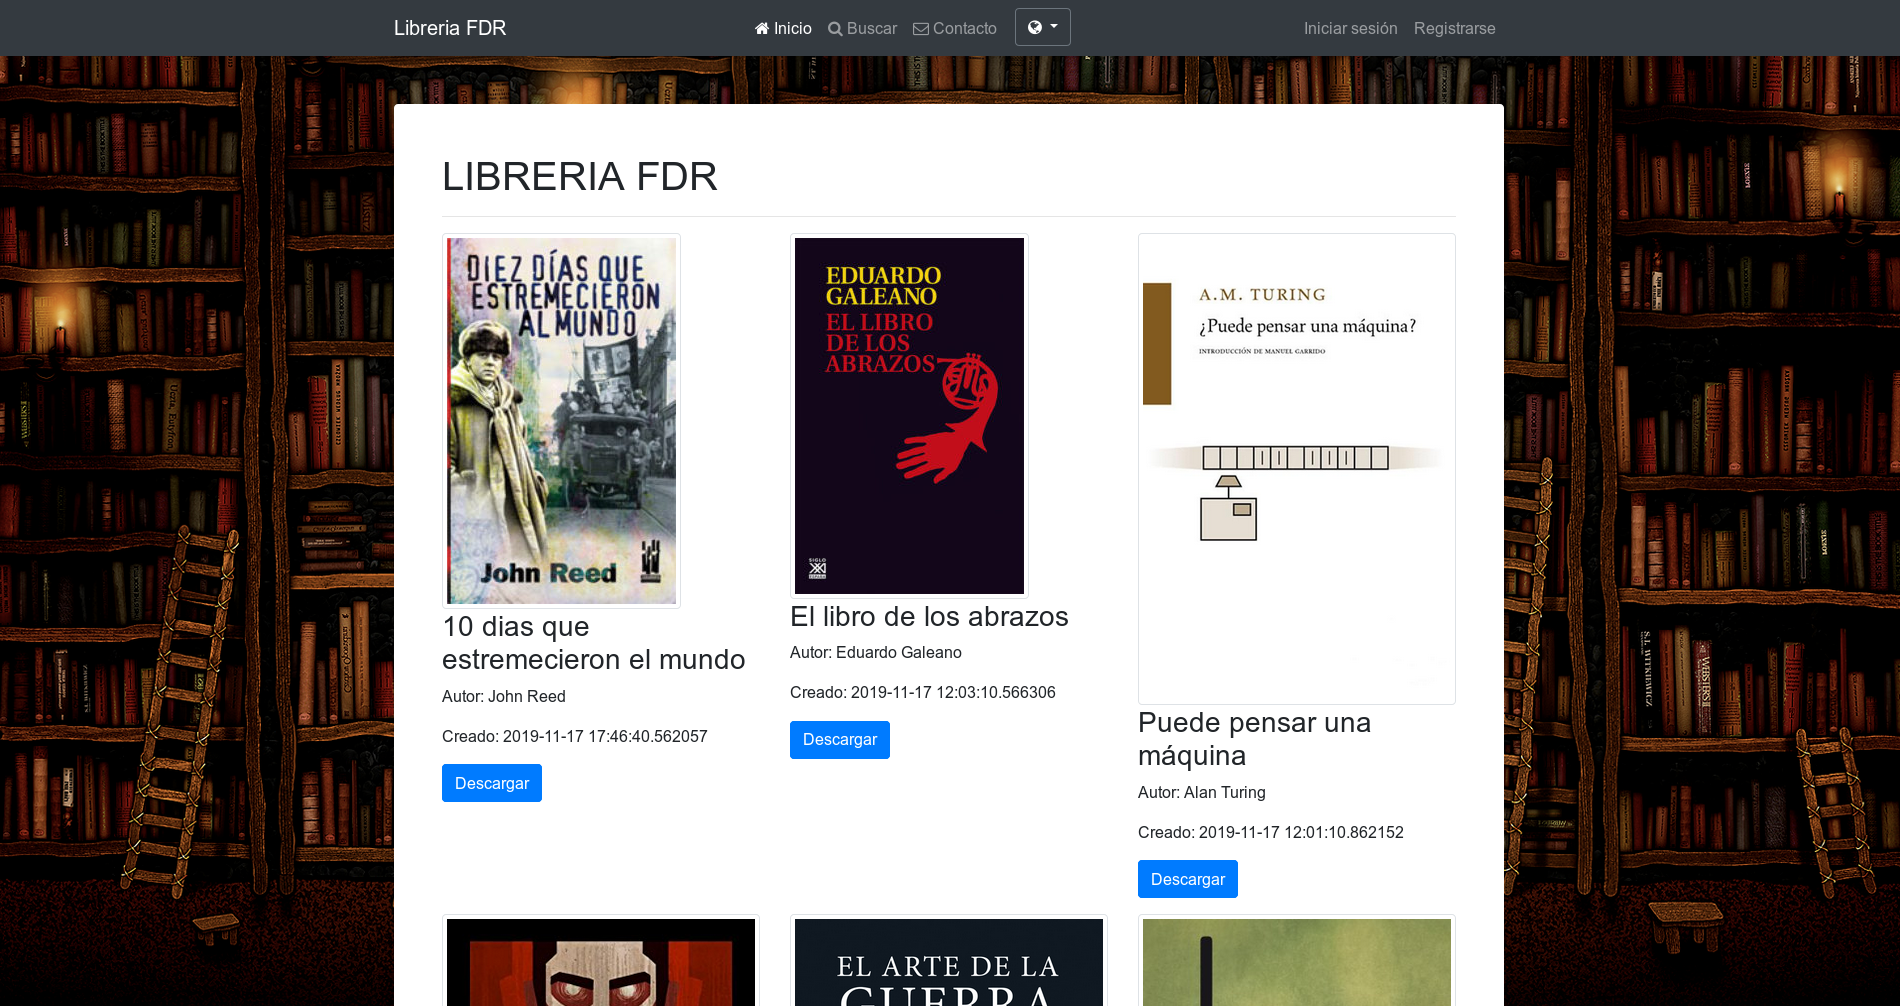 Libreria FDR
Inicio
Buscar
Contacto
Iniciar sesión
Registrarse
LIBRERIA FDR
DIEZ DÍAS QUE
ESTREMECIERON
AL MUNDO
John Reed
10 dias que
estremecieron el mundo
Autor: John Reed
Creado: 2019-11-17 17:46:40.562057
Descargar
EDUARDO
GALEANO
EL LIBRO
DE LOS
ABRAZOS
SIGLO
XXI
ESPAÑA
El libro de los abrazos
Autor: Eduardo Galeano
Creado: 2019-11-17 12:03:10.566306
Descargar
A.M. TURING
¿Puede pensar una máquina?
INTRODUCCIÓN DE MANUEL GARRIDO
Puede pensar una
máquina
Autor: Alan Turing
Creado: 2019-11-17 12:01:10.862152
Descargar
EL ARTE DE LA
GUERRA